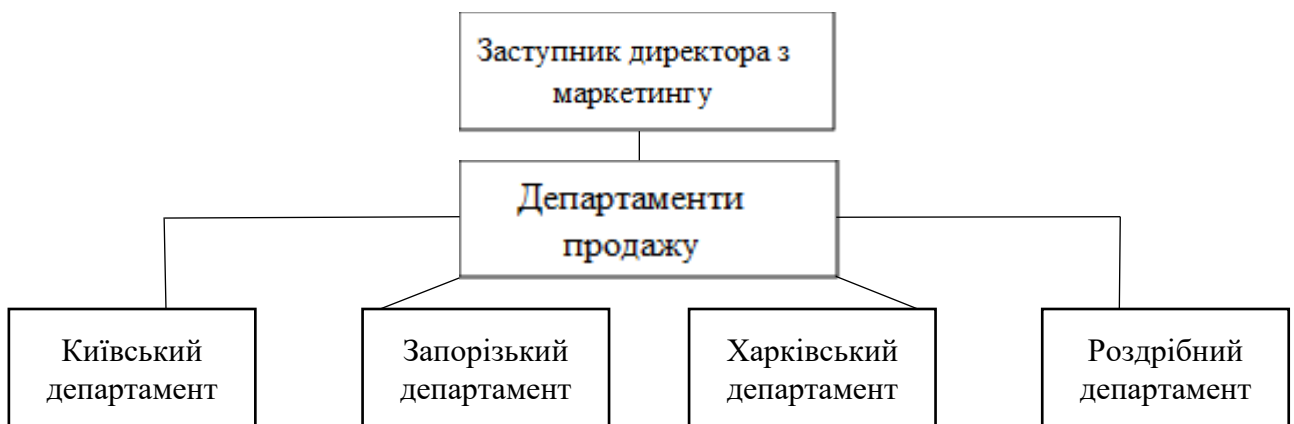 Заступник директора з
маркетингу
Департаменти
продажу
Київський
департамент
Запорізький
департамент
Харківський
департамент
Роздрібний
департамент